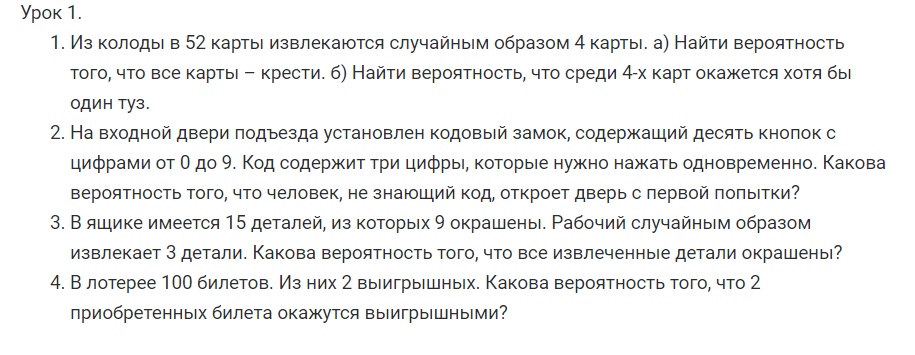 Урок 1.
1. Из колоды в 52 карты извлекаются случайным образом 4 карты. a) Найти вероятность
того, что все карты – крести. б) Найти вероятность, что среди 4-х карт окажется хотя бы
один туз.
2. На входной двери подъезда установлен кодовый замок, содержащий десять кнопок с
цифрами от 0 до 9. Код содержит три цифры, которые нужно нажать одновременно. Какова
вероятность того, что человек, не знающий код, откроет дверь с первой попытки?
3. В ящике имеется 15 деталей, из которых 9 окрашены. Рабочий случайным образом
извлекает 3 детали. Какова вероятность того, что все извлеченные детали окрашены?
4. В лотерее 100 билетов. Из них 2 выигрышных. Какова вероятность того, что 2
приобретенных билета окажутся выигрышными?